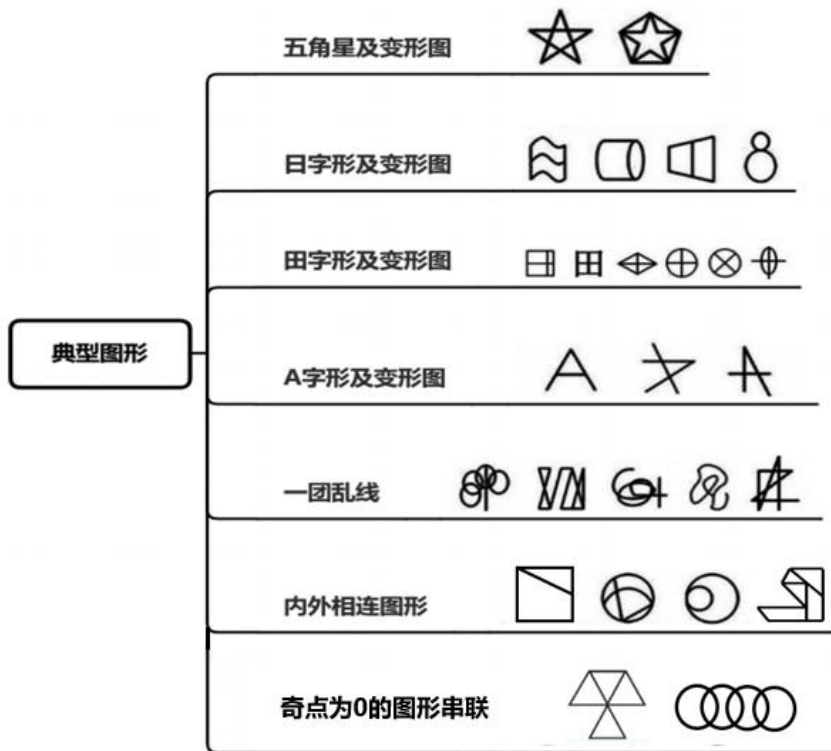 五角星及变形图
日字形及变形图
田字形及变形图
典型图形
A字形及变形图
一团乱线
内外相连图形
奇点为0的图形串联